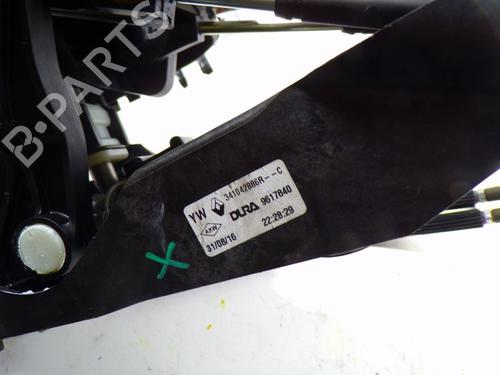 B-PARTS
YW 341042886R--C
DURA 9617840
31/08/16 22:28:29